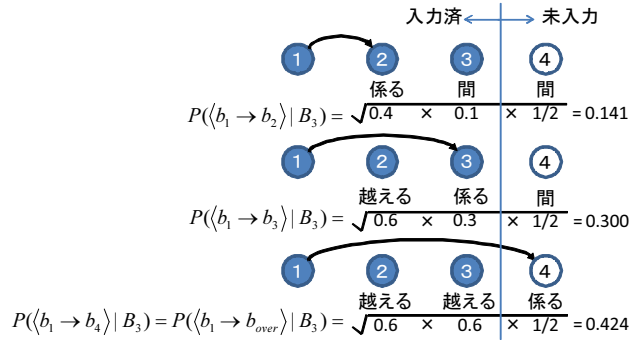 入力済 未入力
1 2 3 4
係る 間 間
P(⟨b₁ → b₂⟩ | B₃) = √0.4 × 0.1 × 1/2 = 0.141
1 2 3 4
越える 係る 間
P(⟨b₁ → b₃⟩ | B₃) = √0.6 × 0.3 × 1/2 = 0.300
1 2 3 4
越える 越える 係る
P(⟨b₁ → b₄⟩ | B₃) = P(⟨b₁ → b_over⟩ | B₃) = √0.6 × 0.6 × 1/2 = 0.424